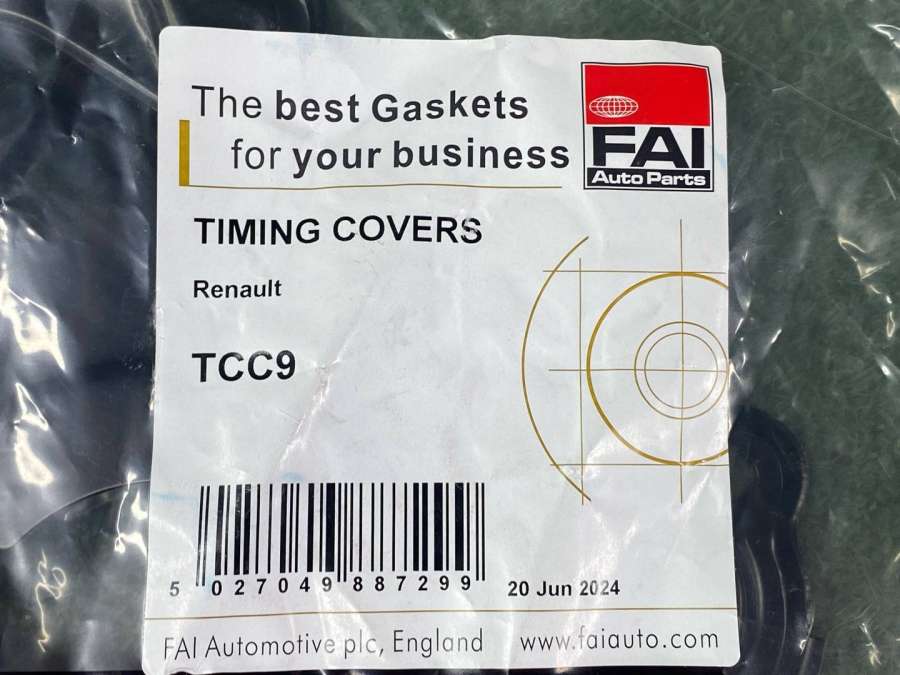 The best Gaskets
for your business
FAI
Auto Parts
TIMING COVERS
Renault
TCC9
5 027049 887299
20 Jun 2024
FAI Automotive plc, England
www.faiauto.com